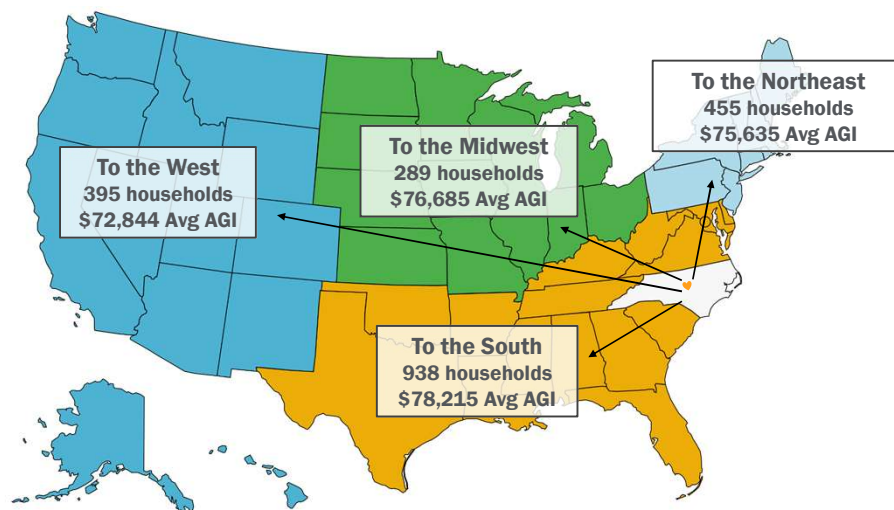 To the Northeast
455 households
$75,635 Avg AGI
To the Midwest
289 households
$76,685 Avg AGI
To the West
395 households
$72,844 Avg AGI
To the South
938 households
$78,215 Avg AGI